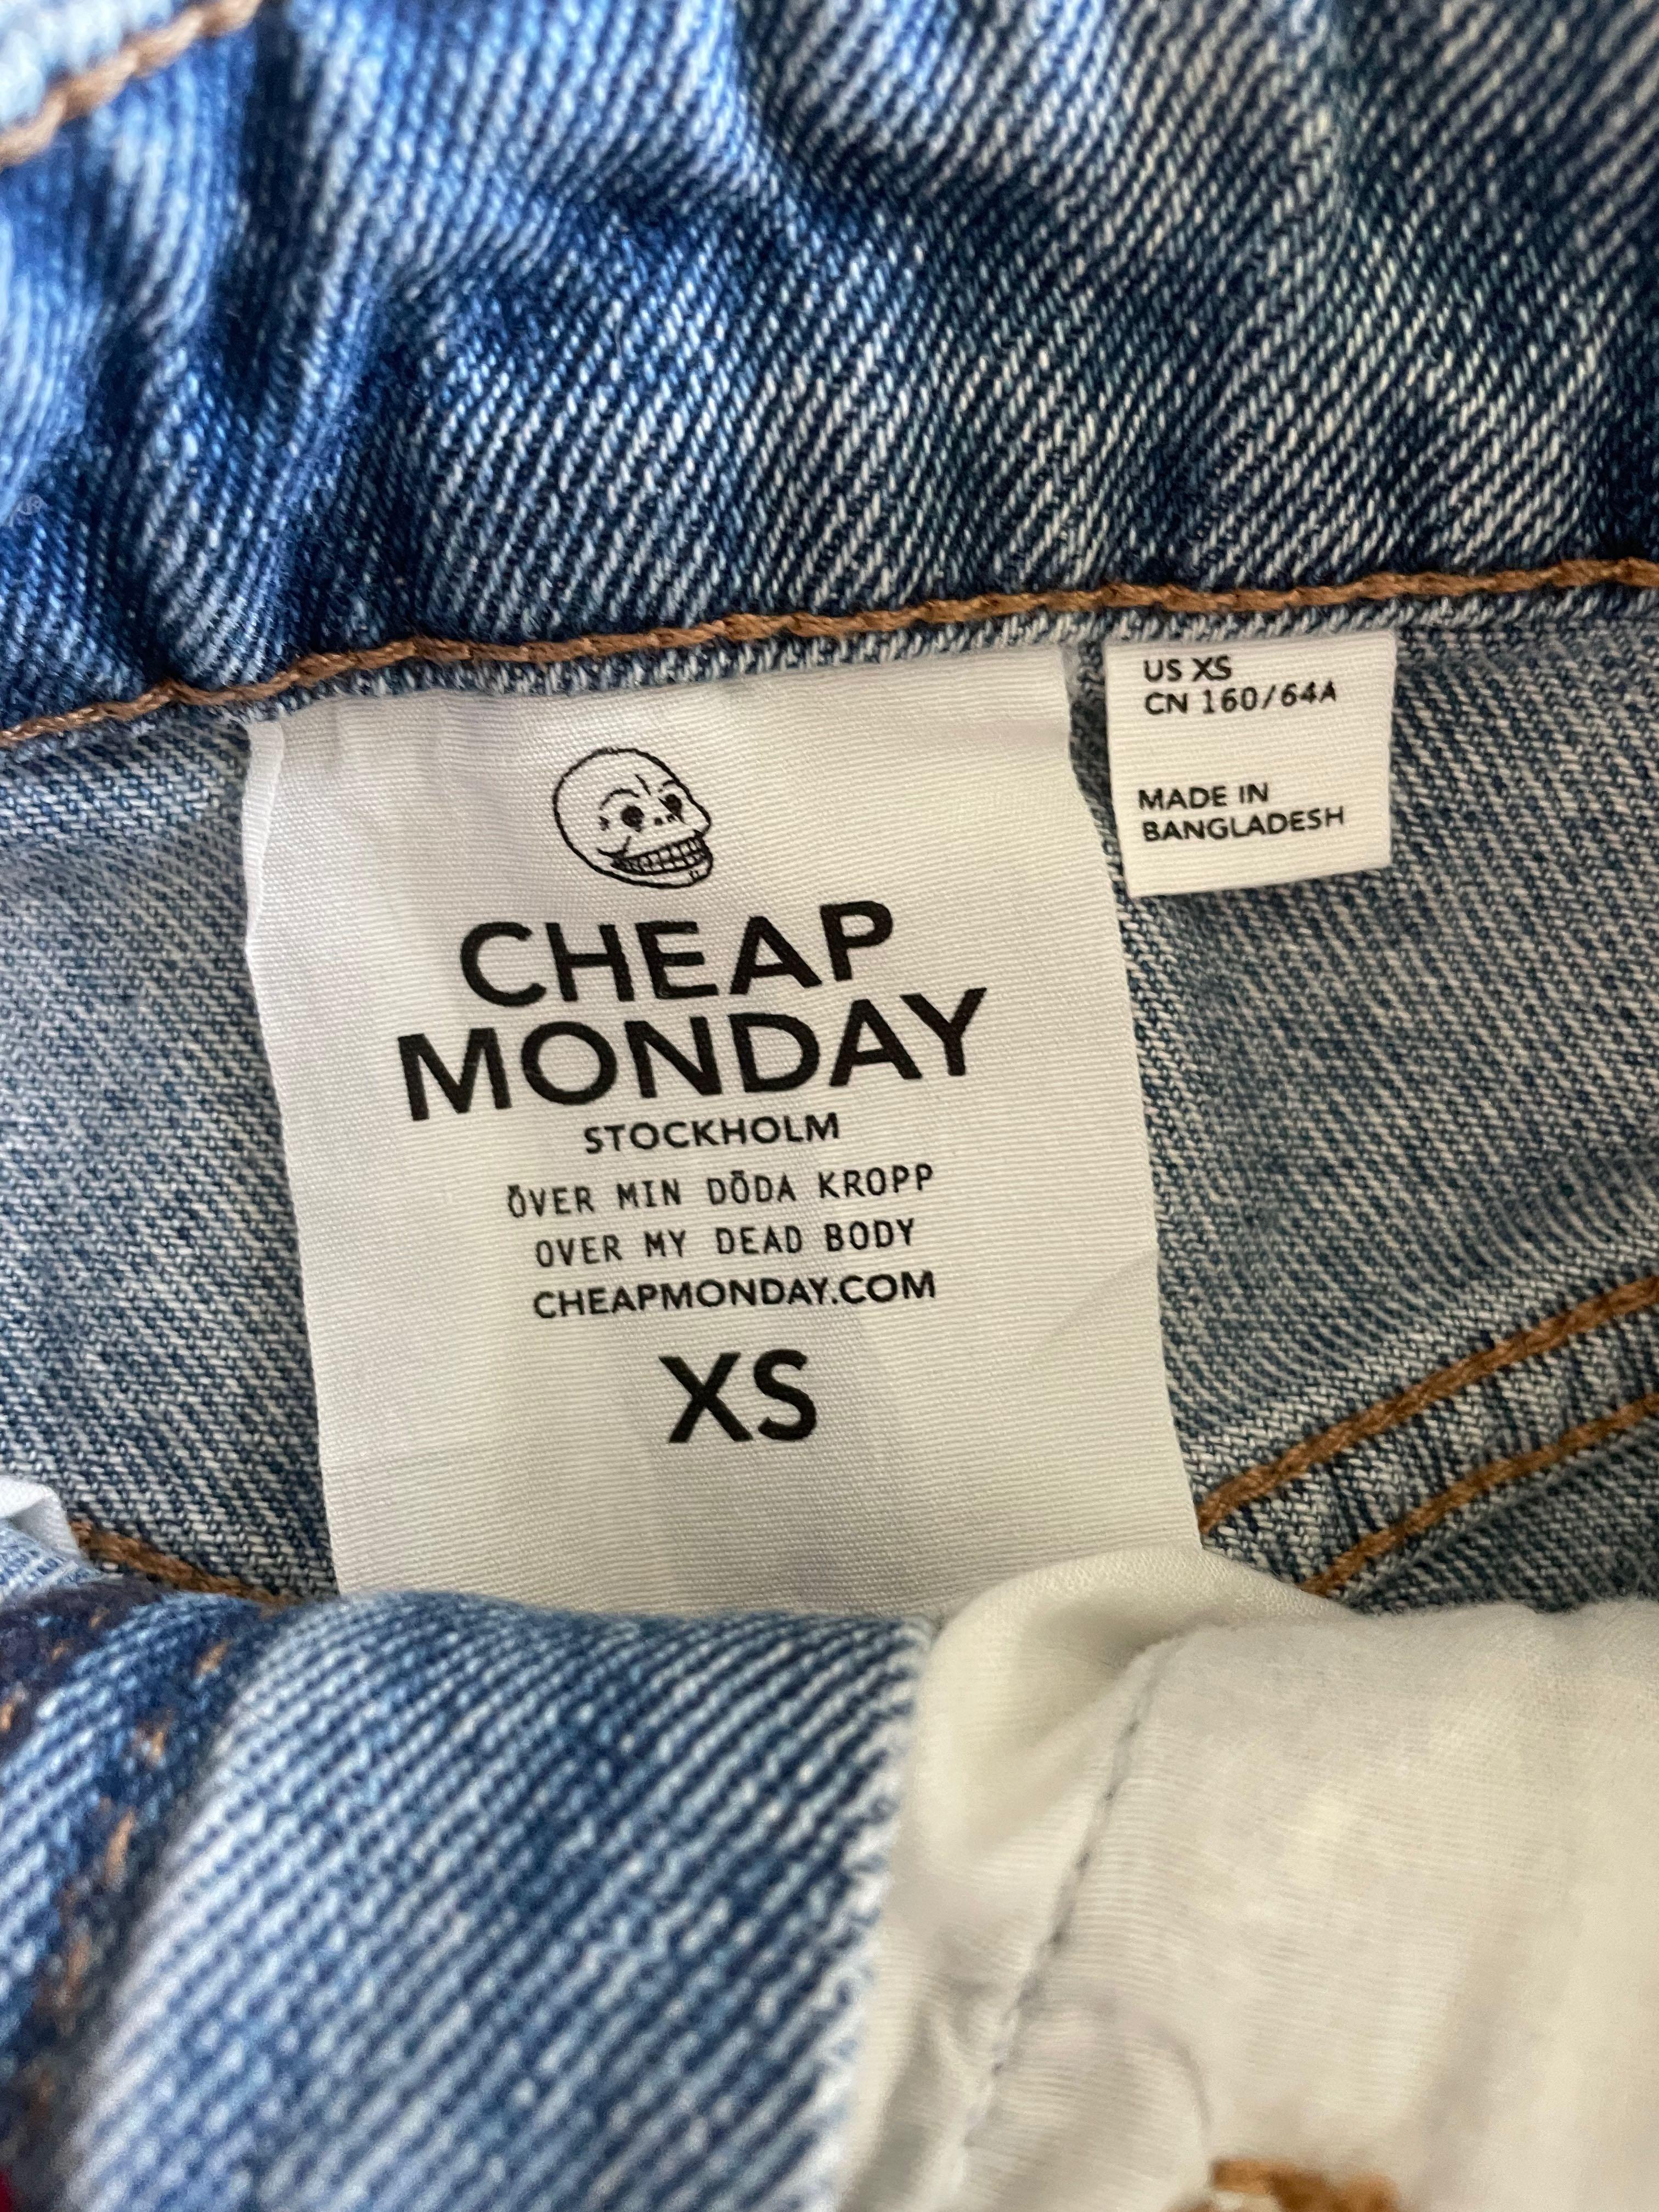 CHEAP
MONDAY
STOCKHOLM
ÖVER MIN DÖDA KROPP
OVER MY DEAD BODY
CHEAPMONDAY.COM
XS
US XS
CN 160/64A
MADE IN
BANGLADESH